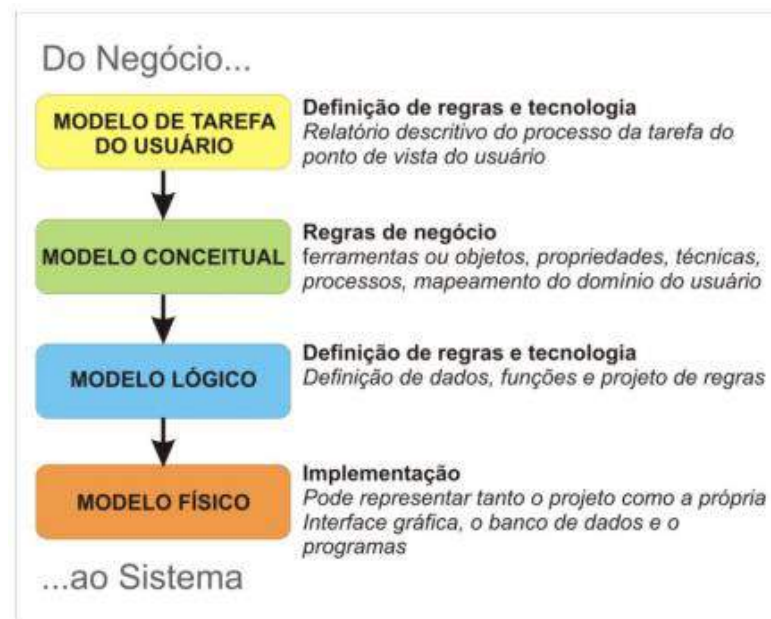 Do Negócio...
MODELO DE TAREFA
DO USUÁRIO
Definição de regras e tecnologia
Relatório descritivo do processo da tarefa do
ponto de vista do usuário
MODELO CONCEITUAL
Regras de negócio
ferramentas ou objetos, propriedades, técnicas,
processos, mapeamento do domínio do usuário
MODELO LÓGICO
Definição de regras e tecnologia
Definição de dados, funções e projeto de regras
MODELO FÍSICO
Implementação
Pode representar tanto o projeto como a própria
Interface gráfica, o banco de dados e o
programas
...ao Sistema